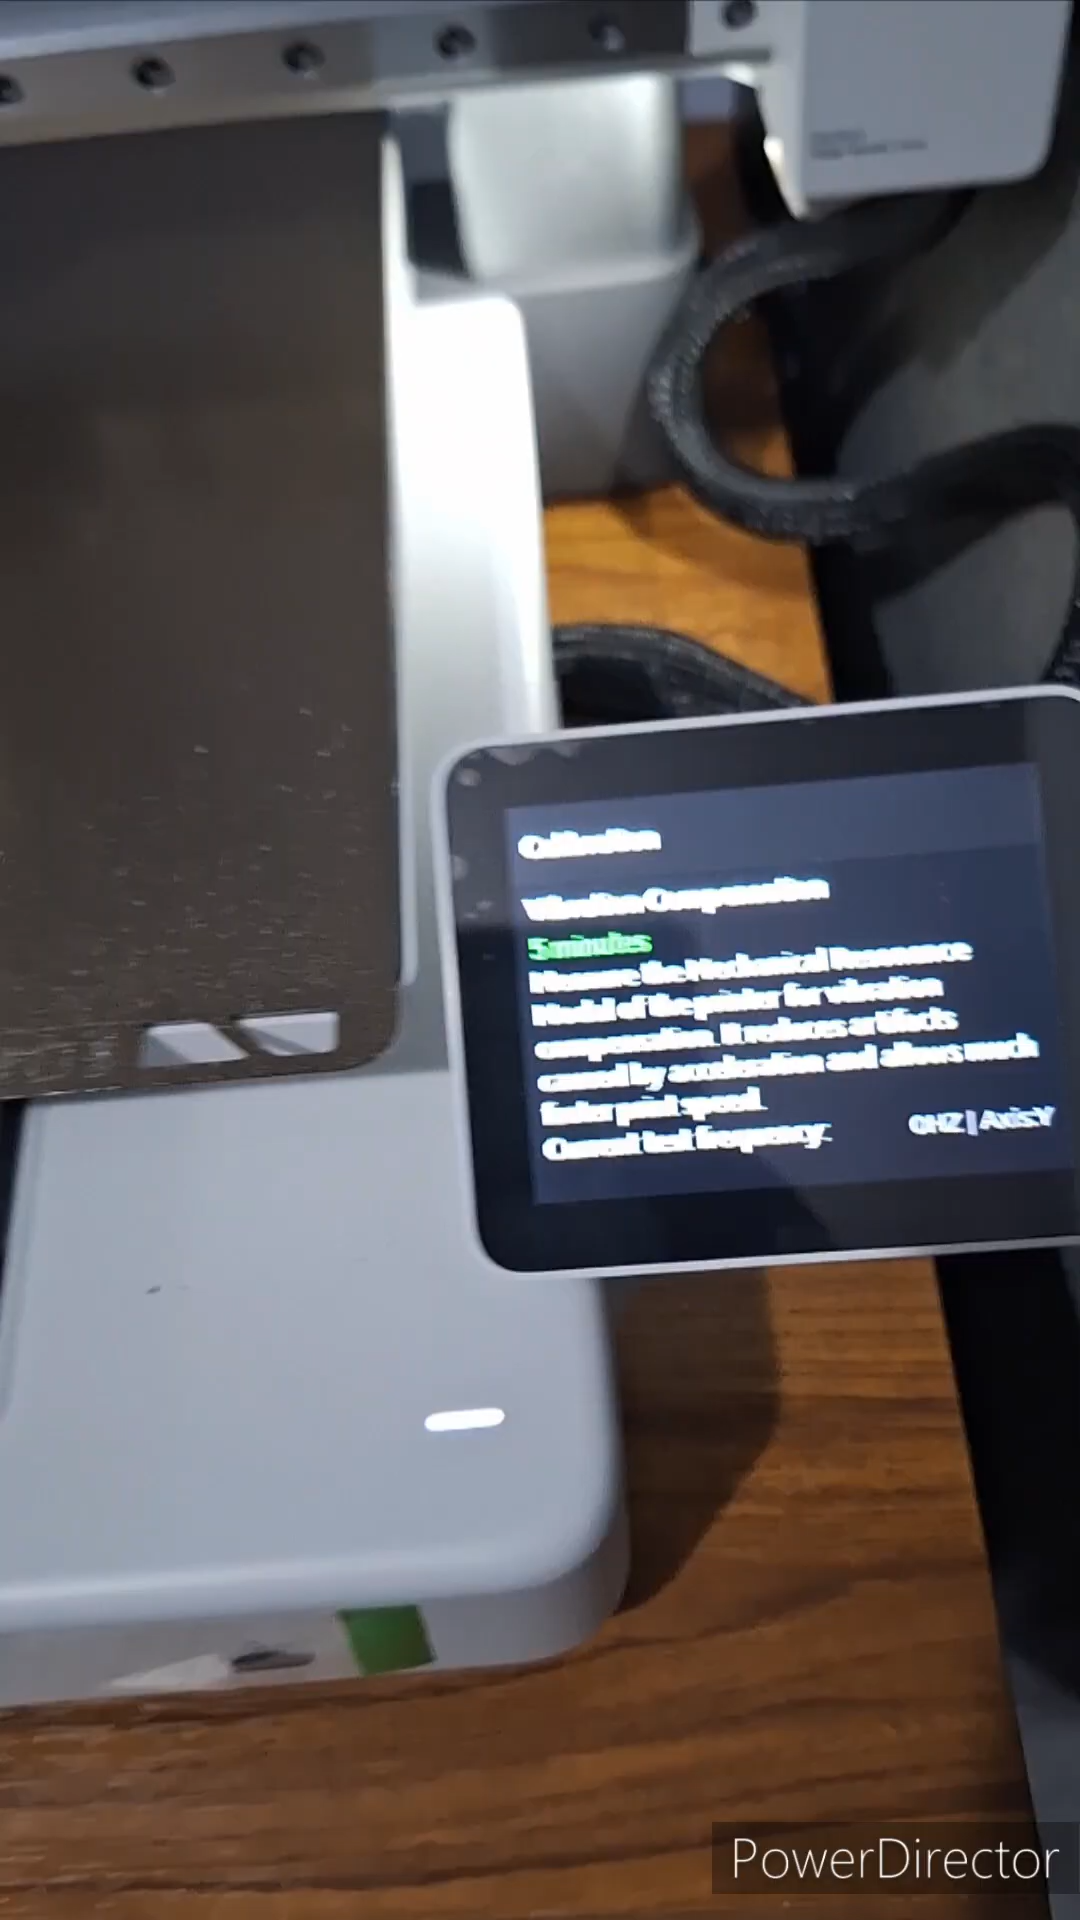 Calibration
Vibration Compensation
5 minutes
Measure the Mechanical Resonance
Modal of the printer for vibration
compensation. It reduces artifacts
caused by acceleration and allows much
faster print speed.
Current test frequency:
0HZ | Axis:Y
PowerDirector